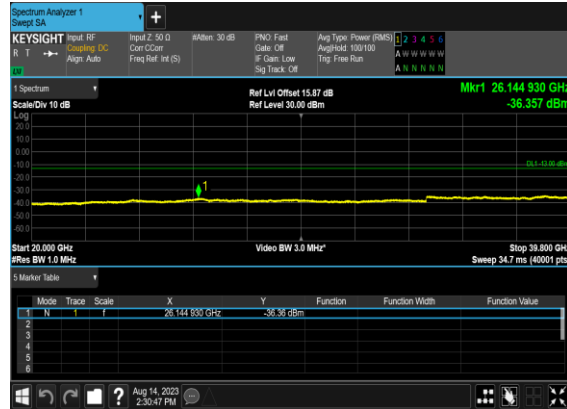 Spectrum Analyzer 1
Swept SA
+
KEYSIGHT Input: RF Input Z: 50 Ω #Atten: 30 dB PNO: Fast Avg Type: Power (RMS) 1 2 3 4 5 6
R T Coupling: DC Corr CCorr Gate: Off Avg|Hold: 100/100 A W W W W W
Align: Auto Freq Ref: Int (S) IF Gain: Low Trig: Free Run
Sig Track: Off A N N N N N
1 Spectrum Ref Lvl Offset 15.87 dB Mkr1 26.144 930 GHz
Scale/Div 10 dB Ref Level 30.00 dBm -36.357 dBm
Log
20.0
10.0
0.00
-10.0 DL1 -13.00 dBm
-20.0
-30.0 1
-40.0
-50.0
-60.0
Start 20.000 GHz Video BW 3.0 MHz* Stop 39.800 GHz
#Res BW 1.0 MHz Sweep 34.7 ms (40001 pts)
5 Marker Table
Mode Trace Scale X Y Function Function Width Function Value
1 N 1 f 26.144 930 GHz -36.36 dBm
2
3
4
5
6
? Aug 14, 2023
2:30:47 PM